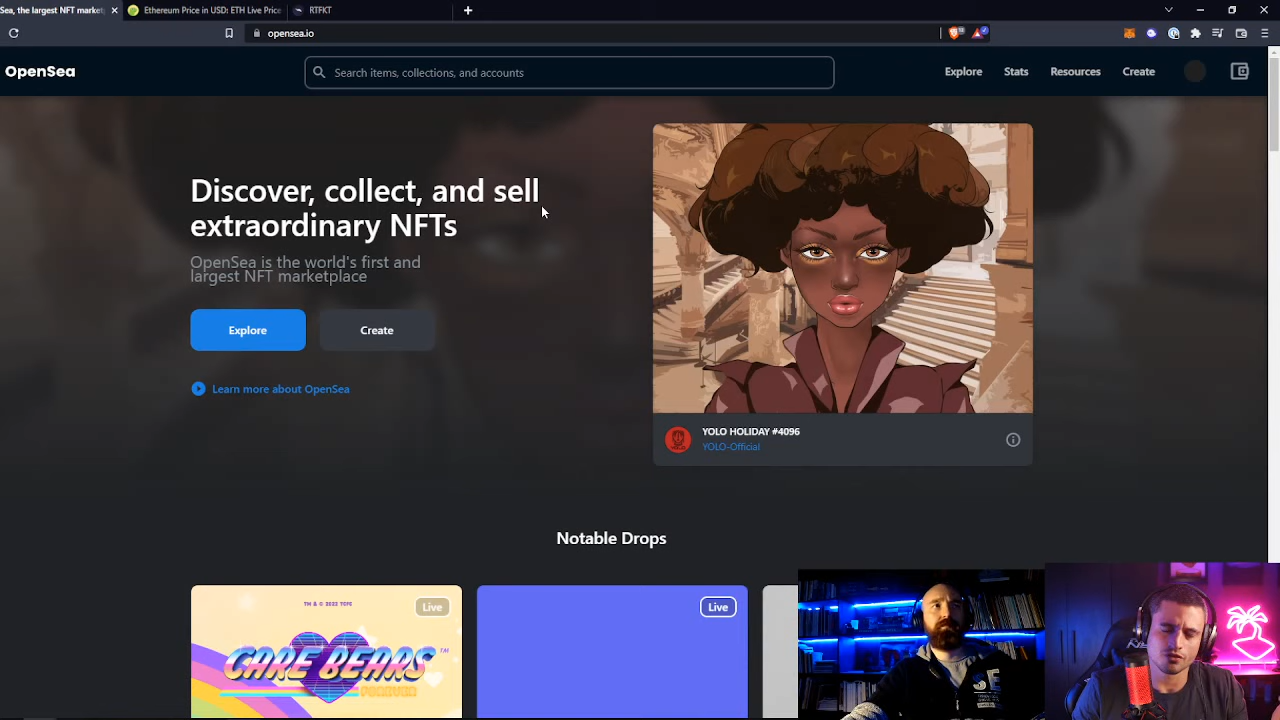 Sea, the largest NFT market
Ethereum Price in USD: ETH Live Price
RTFKT
opensea.io
OpenSea
Search items, collections, and accounts
Explore
Stats
Resources
Create
Discover, collect, and sell
extraordinary NFTs
OpenSea is the world's first and
largest NFT marketplace
Explore
Create
Learn more about OpenSea
YOLO HOLIDAY #4096
YOLO-Official
Notable Drops
Live
Live
CARE BEARS
FOREVER